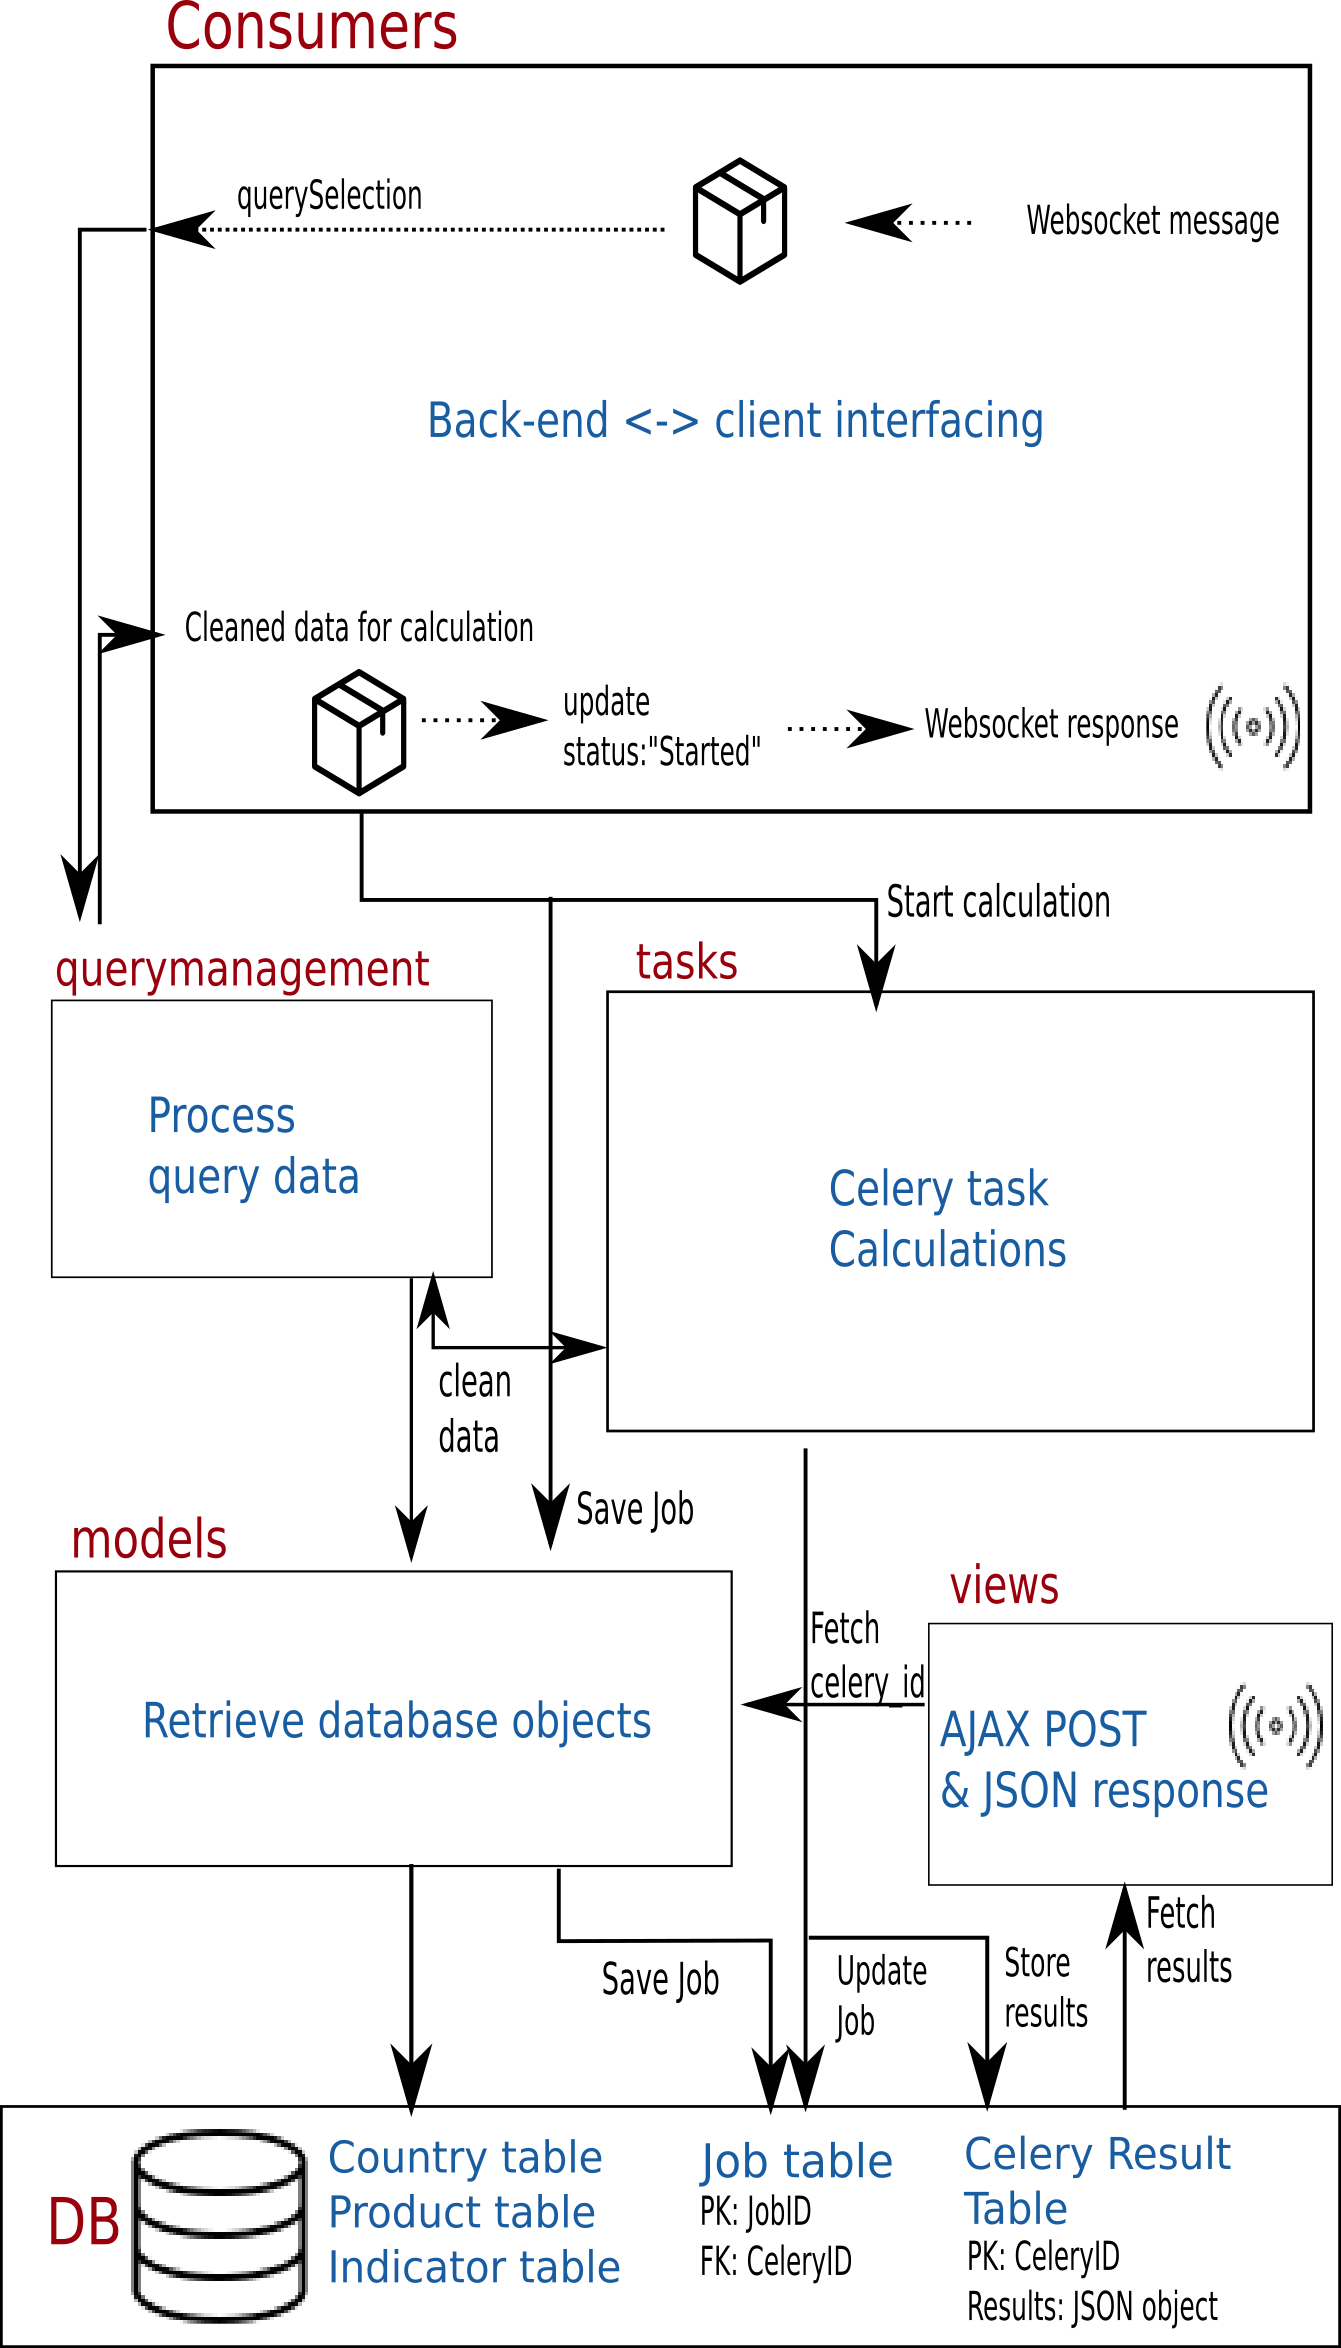 Consumers
querySelection
Websocket message
Back-end <-> client interfacing
Cleaned data for calculation
update
status:"Started"
Websocket response
Start calculation
querymanagement
tasks
Process
query data
Celery task
Calculations
clean
data
Save Job
models
views
Fetch
celery_id
Retrieve database objects
AJAX POST
& JSON response
Fetch
results
Save Job
Update
Job
Store
results
DB
Country table
Product table
Indicator table
Job table
PK: JobID
FK: CeleryID
Celery Result
Table
PK: CeleryID
Results: JSON object